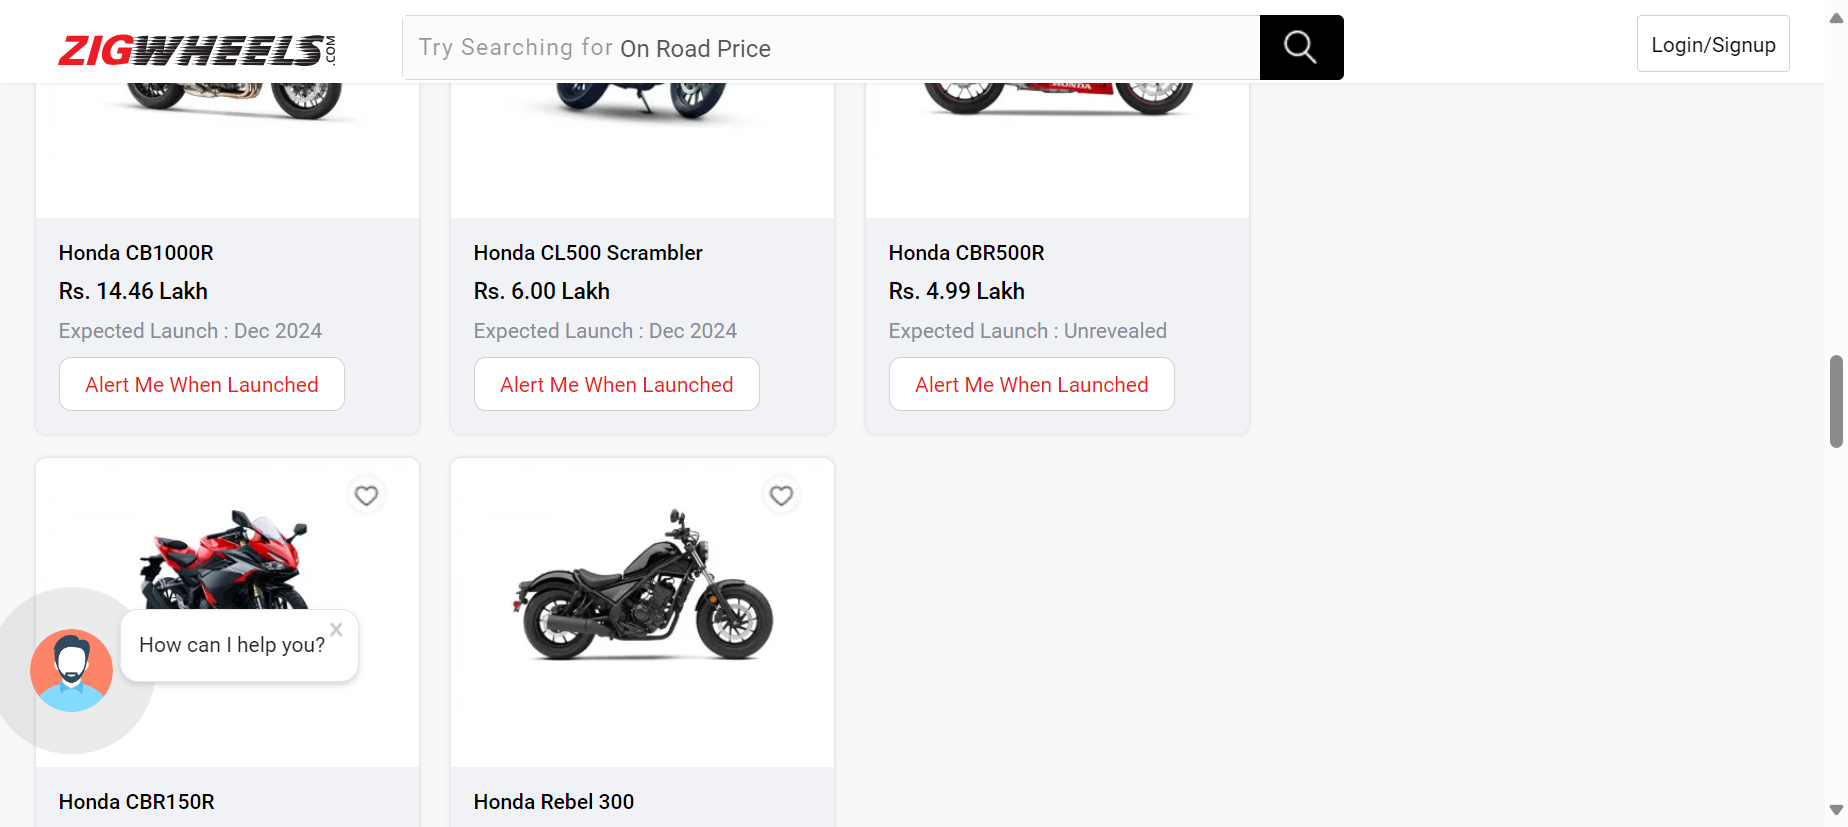 ZIGWHEELS.COM
Try Searching for On Road Price
Login/Signup
HONDA
Honda CB1000R
Rs. 14.46 Lakh
Expected Launch : Dec 2024
Alert Me When Launched
Honda CL500 Scrambler
Rs. 6.00 Lakh
Expected Launch : Dec 2024
Alert Me When Launched
Honda CBR500R
Rs. 4.99 Lakh
Expected Launch : Unrevealed
Alert Me When Launched
How can I help you?
Honda CBR150R
Honda Rebel 300